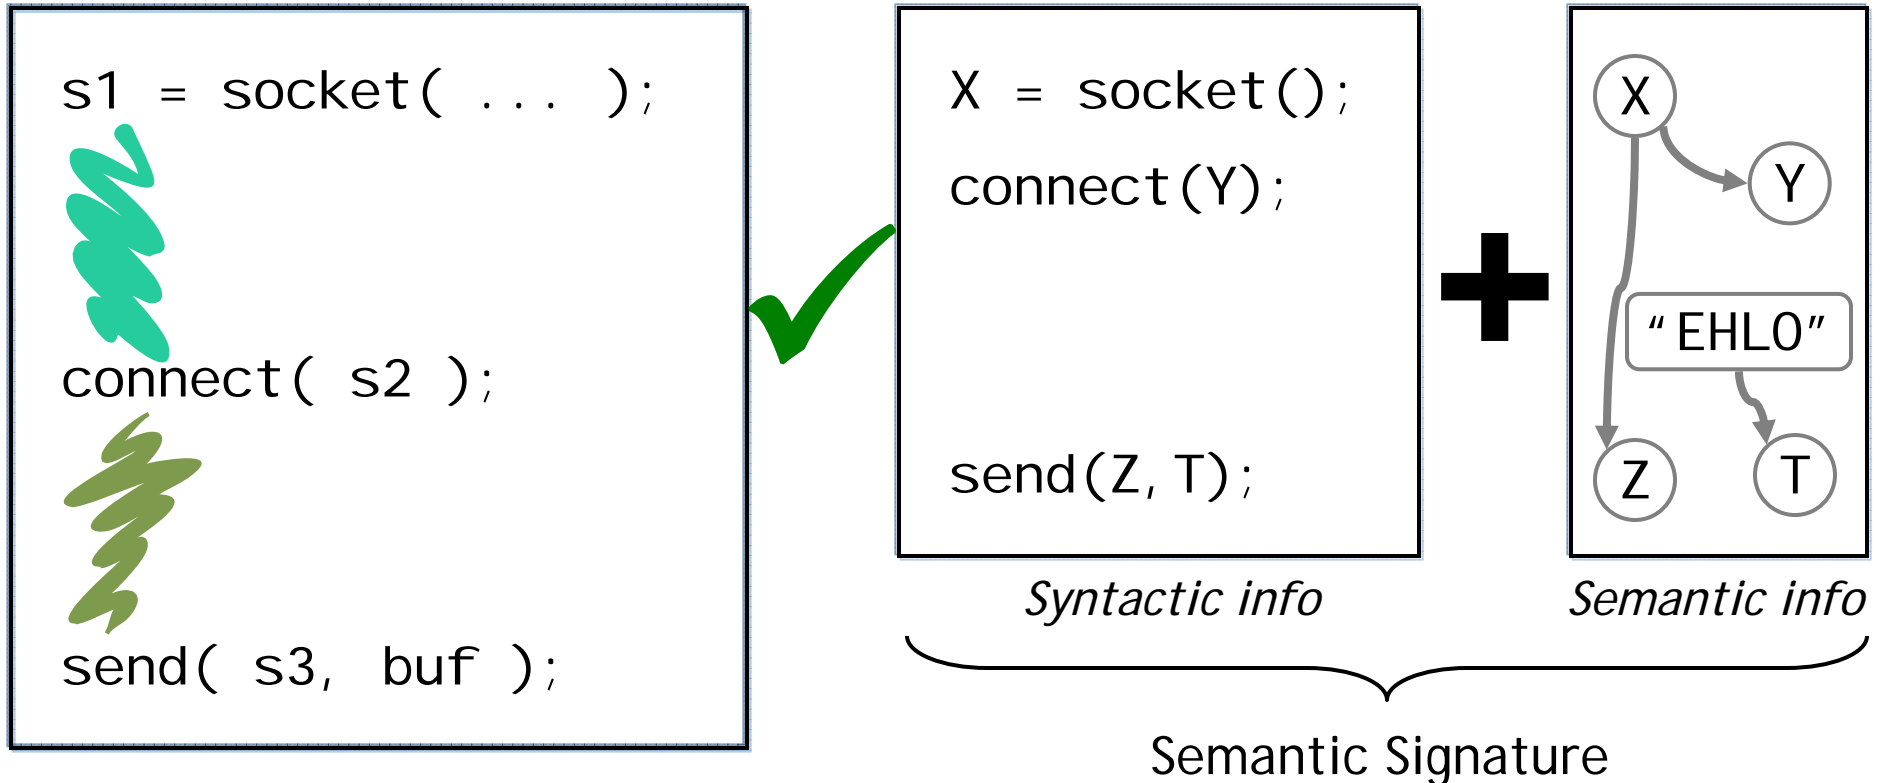 s1 = socket( ... );
connect( s2 );
send( s3, buf );
X = socket();
connect(Y);
send(Z,T);
Syntactic info
X
Y
“EHLO”
Z
T
Semantic info
Semantic Signature